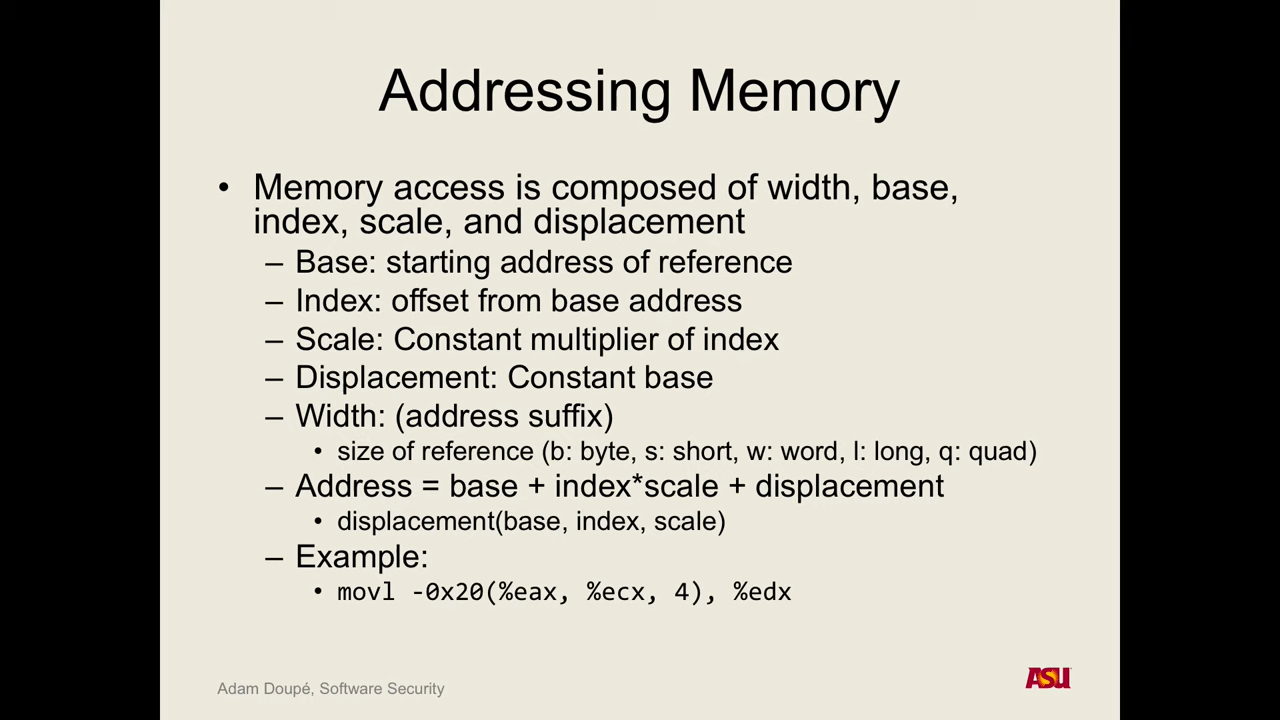 Addressing Memory
• Memory access is composed of width, base,
index, scale, and displacement
– Base: starting address of reference
– Index: offset from base address
– Scale: Constant multiplier of index
– Displacement: Constant base
– Width: (address suffix)
• size of reference (b: byte, s: short, w: word, l: long, q: quad)
– Address = base + index*scale + displacement
• displacement(base, index, scale)
– Example:
• movl -0x20(%eax, %ecx, 4), %edx
Adam Doupé, Software Security
ASU